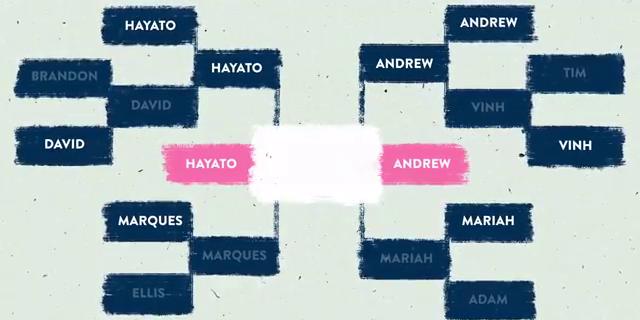 HAYATO
ANDREW
BRANDON
HAYATO
ANDREW
TIM
DAVID
VINH
DAVID
VINH
HAYATO
ANDREW
MARQUES
MARIAH
MARQUES
MARIAH
ELLIS
ADAM